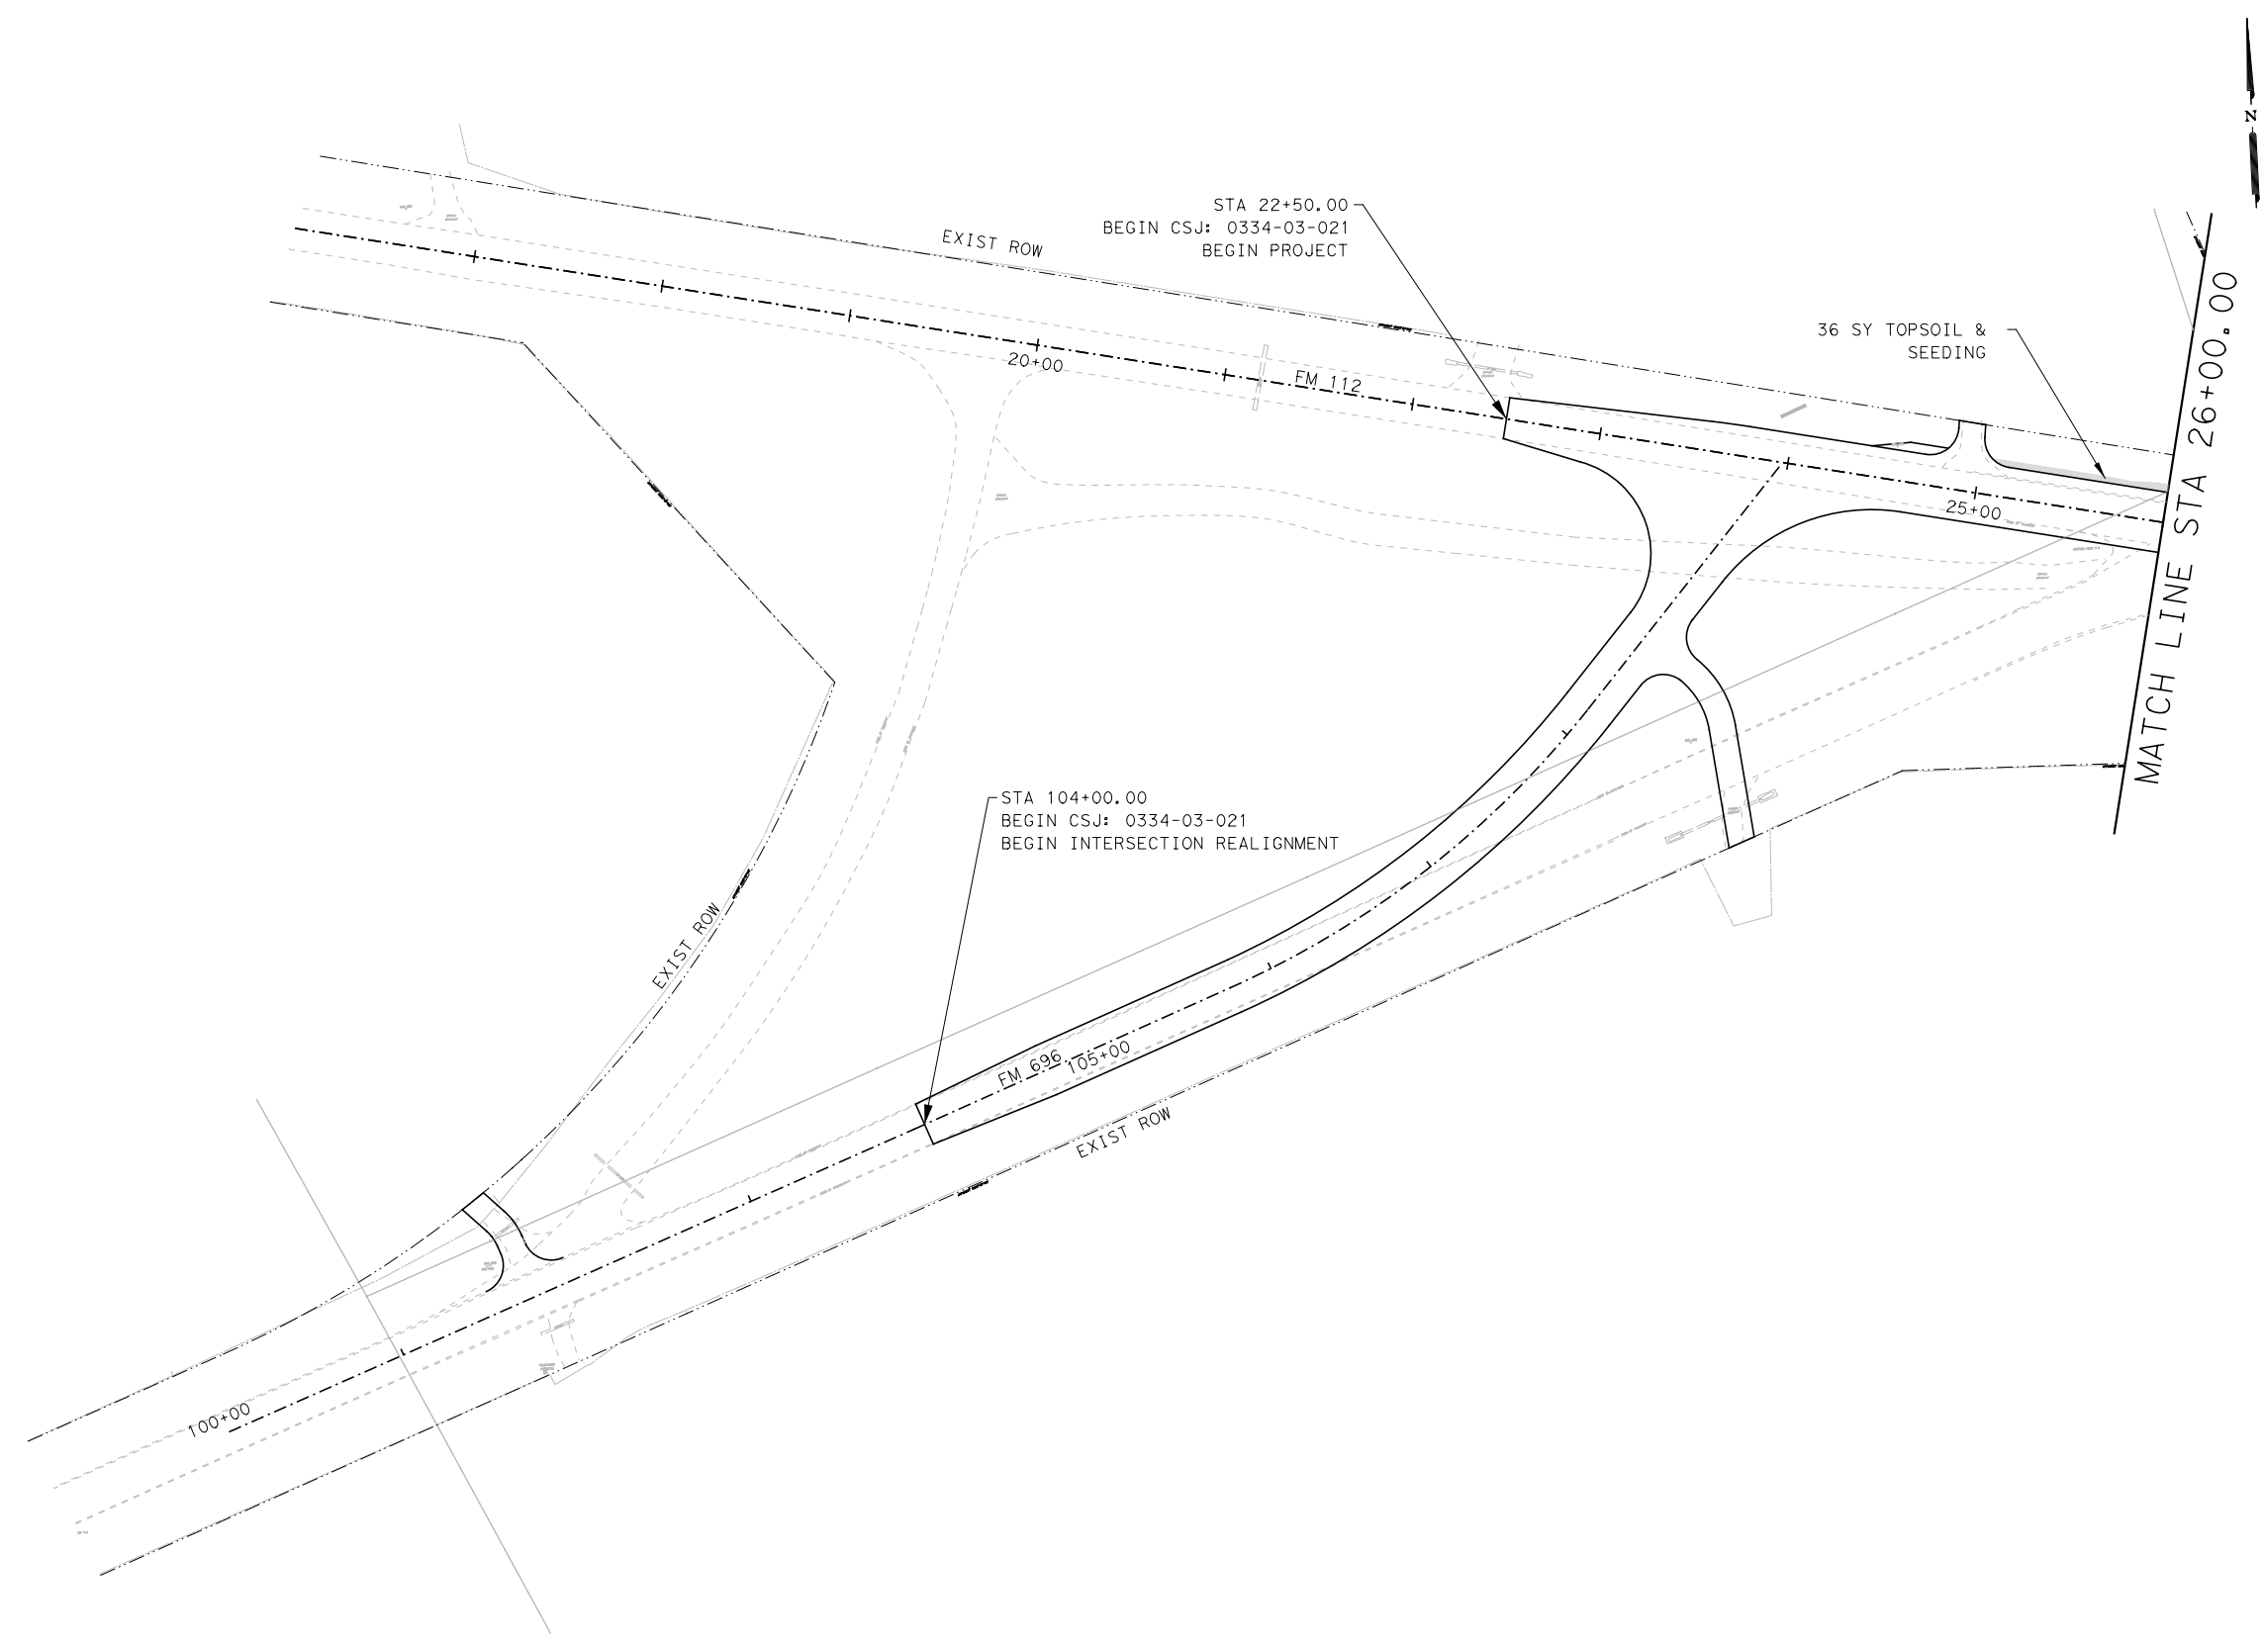 N
EXIST ROW
STA 22+50.00
BEGIN CSJ: 0334-03-021
BEGIN PROJECT
36 SY TOPSOIL &
SEEDING
20+00
FM 112
25+00
MATCH LINE STA 26+00.00
STA 104+00.00
BEGIN CSJ: 0334-03-021
BEGIN INTERSECTION REALIGNMENT
EXIST ROW
FM 696
105+00
EXIST ROW
100+00